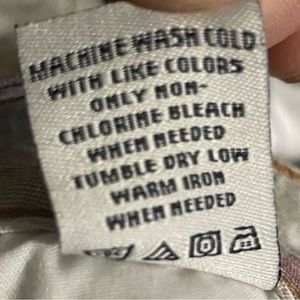 MACHINE WASH COLD
WITH LIKE COLORS
ONLY NON-
CHLORINE BLEACH
WHEN NEEDED
TUMBLE DRY LOW
WARM IRON
WHEN NEEDED